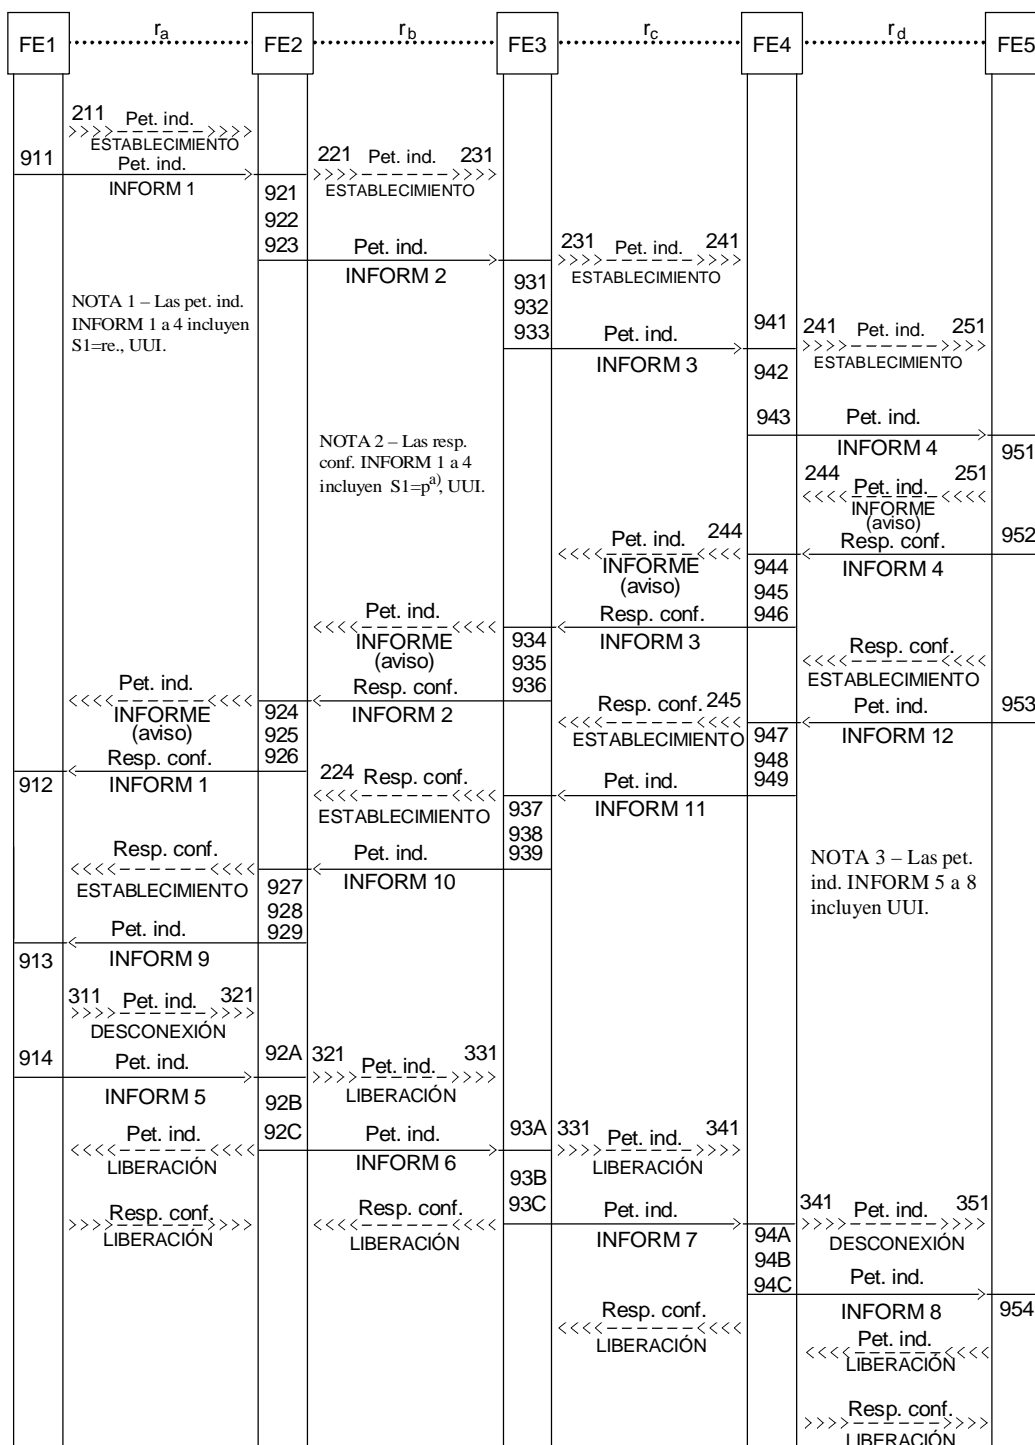 FE1 ra FE2 rb FE3 rc FE4 rd FE5
211 Pet. ind.
ESTABLECIMIENTO
911 Pet. ind. 221 Pet. ind. 231
INFORM 1 ESTABLECIMIENTO
921
922
923 Pet. ind. 231 Pet. ind. 241
INFORM 2 ESTABLECIMIENTO
931
932
NOTA 1 – Las pet. ind.
INFORM 1 a 4 incluyen
S1=re., UUI.
933 Pet. ind. 941 241 Pet. ind. 251
INFORM 3 942 ESTABLECIMIENTO
943 Pet. ind.
INFORM 4 951
NOTA 2 – Las resp.
conf. INFORM 1 a 4
incluyen S1=pa), UUI.
244 Pet. ind. 251
INFORME
(aviso)
Pet. ind. 244 Resp. conf. 952
INFORME 944 INFORM 4
(aviso) 945
Pet. ind. Resp. conf. 946
INFORME 934 INFORM 3 Resp. conf.
(aviso) 935 ESTABLECIMIENTO
Pet. ind. Resp. conf. 936 Resp. conf. 245 Pet. ind. 953
INFORME 924 INFORM 2 ESTABLECIMIENTO 947 INFORM 12
(aviso) 925 948
Resp. conf. 926 224 Resp. conf. Pet. ind. 949
912 INFORM 1 ESTABLECIMIENTO 937 INFORM 11
938
Resp. conf. Pet. ind. 939
ESTABLECIMIENTO 927 INFORM 10
928
NOTA 3 – Las pet.
ind. INFORM 5 a 8
incluyen UUI.
Pet. ind. 929
913 INFORM 9
311 Pet. ind. 321
DESCONEXIÓN
914 Pet. ind. 92A 321 Pet. ind. 331
INFORM 5 92B LIBERACIÓN
Pet. ind. 92C Pet. ind. 93A 331 Pet. ind. 341
LIBERACIÓN INFORM 6 LIBERACIÓN
93B
Resp. conf. Resp. conf. 93C Pet. ind. 341 Pet. ind. 351
LIBERACIÓN LIBERACIÓN INFORM 7 94A DESCONEXIÓN
94B
94C Pet. ind.
Resp. conf. INFORM 8 954
LIBERACIÓN Pet. ind.
LIBERACIÓN
Resp. conf.
LIBERACIÓN